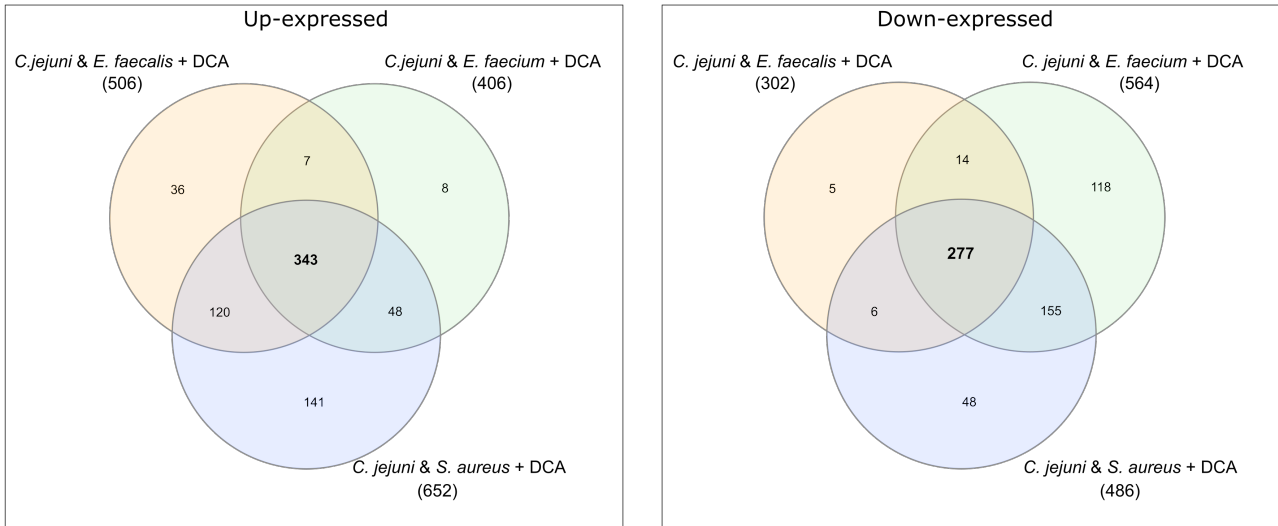 Up-expressed
C.jejuni & E. faecalis + DCA
(506)
C.jejuni & E. faecium + DCA
(406)
7
36
8
343
120
48
141
C. jejuni & S. aureus + DCA
(652)
Down-expressed
C. jejuni & E. faecalis + DCA
(302)
C. jejuni & E. faecium + DCA
(564)
14
5
118
277
6
155
48
C. jejuni & S. aureus + DCA
(486)